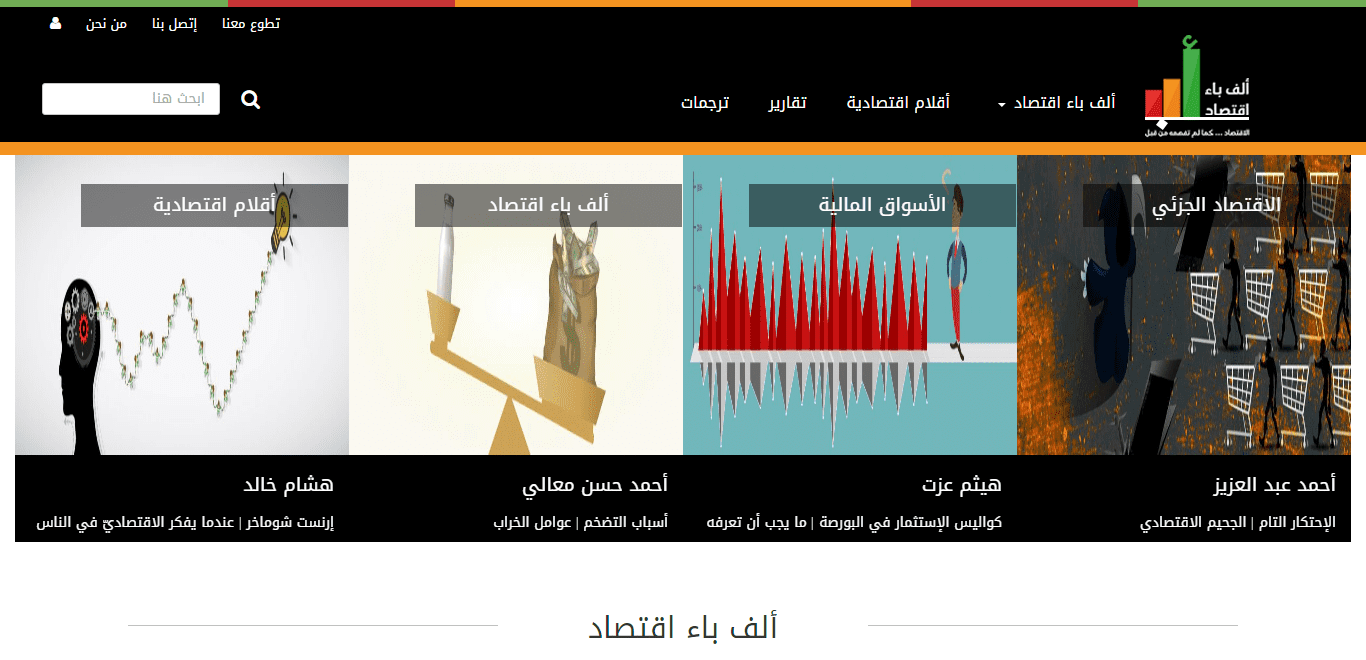 تطوع معنا
إتصل بنا
من نحن
ألف باء
اقتصاد
الاقتصاد ... كما لم تفهمه من قبل
ألف باء اقتصاد
أقلام اقتصادية
تقارير
ترجمات
ابحث هنا
الاقتصاد الجزئي
الأسواق المالية
ألف باء اقتصاد
أقلام اقتصادية
أحمد عبد العزيز
الإحتكار التام | الجحيم الاقتصادي
هيثم عزت
كواليس الإستثمار في البورصة | ما يجب أن تعرفه
أحمد حسن معالي
أسباب التضخم | عوامل الخراب
هشام خالد
إرنست شوماخر | عندما يفكر الاقتصاديّ في الناس
ألف باء اقتصاد